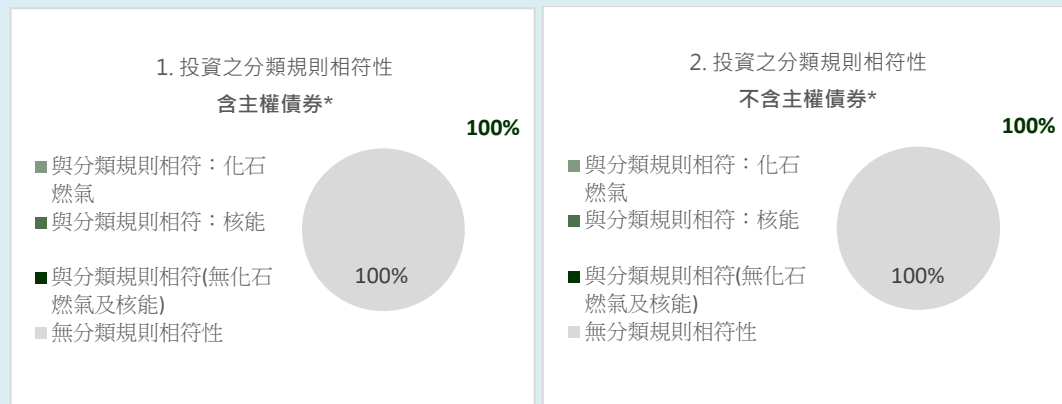 1. 投資之分類規則相符性
含主權債券*
100%
與分類規則相符：化石
燃氣
與分類規則相符：核能
與分類規則相符(無化石
燃氣及核能)
無分類規則相符性
100%
2. 投資之分類規則相符性
不含主權債券*
100%
與分類規則相符：化石
燃氣
與分類規則相符：核能
與分類規則相符(無化石
燃氣及核能)
無分類規則相符性
100%